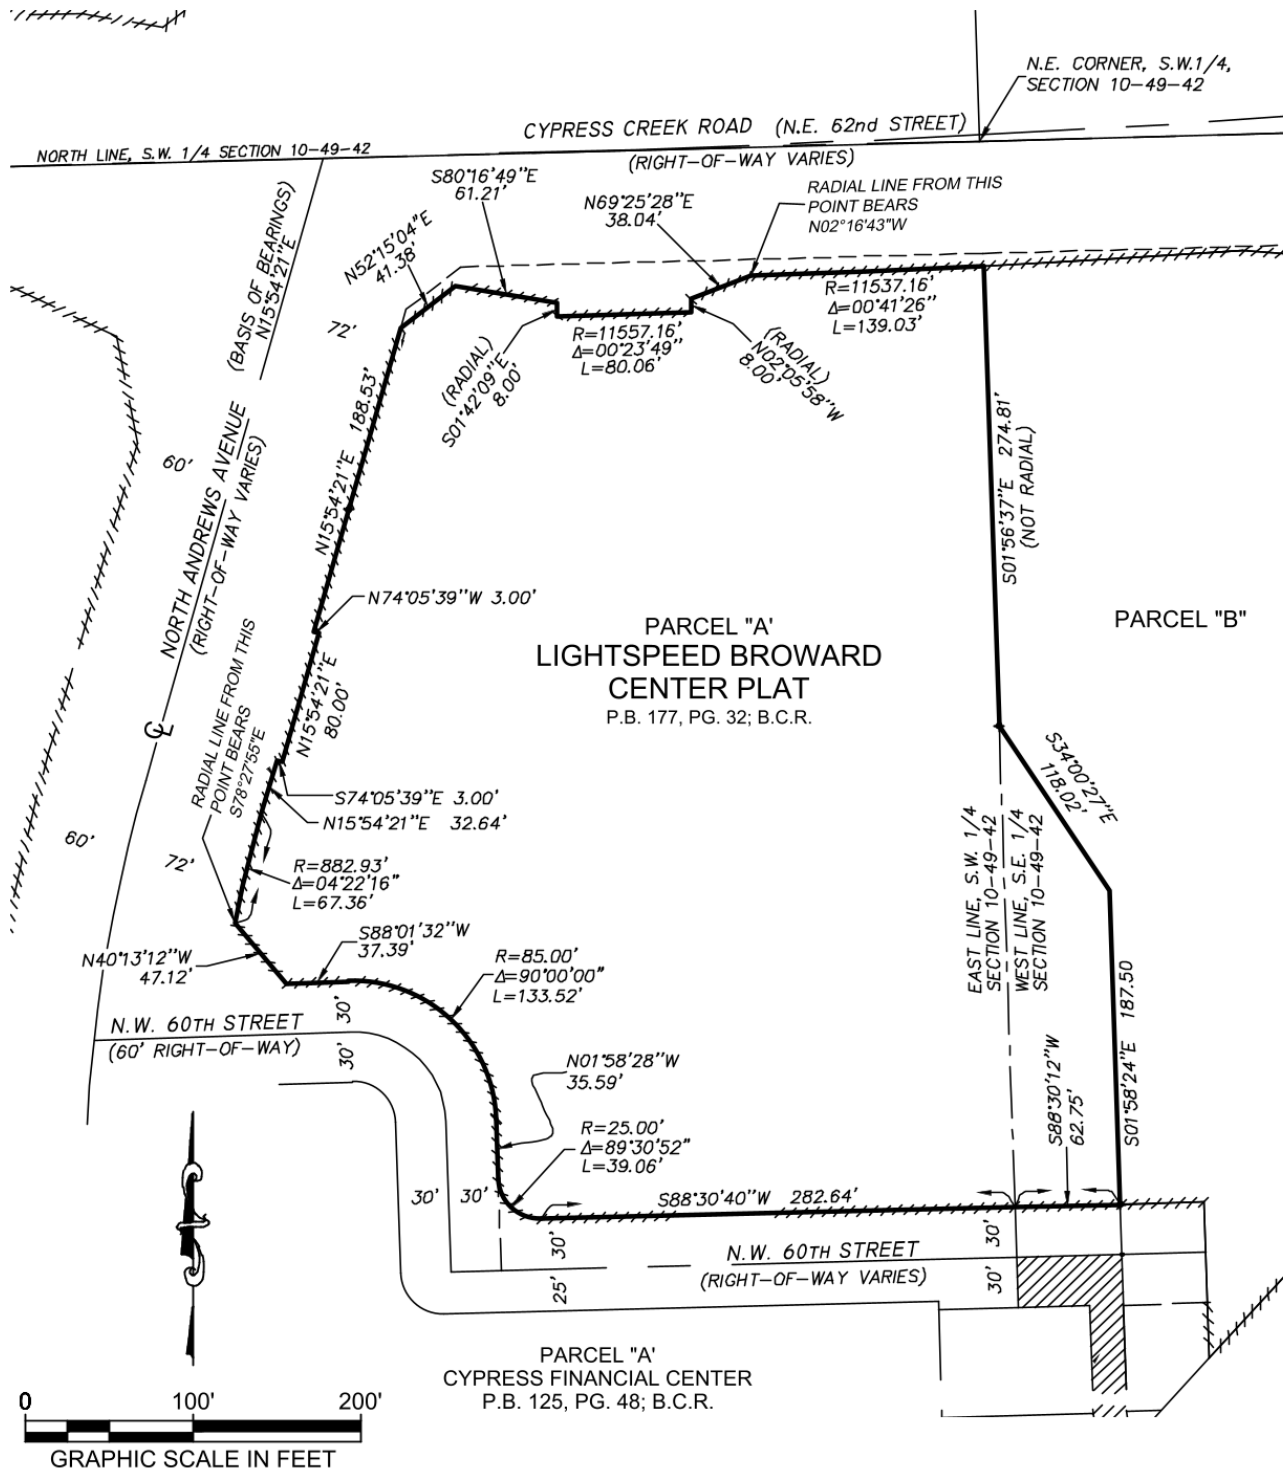 N.E. CORNER, S.W.1/4,
SECTION 10-49-42
CYPRESS CREEK ROAD (N.E. 62nd STREET)
NORTH LINE, S.W. 1/4 SECTION 10-49-42
(RIGHT-OF-WAY VARIES)
S80°16'49"E
61.21'
N69°25'28"E
38.04'
RADIAL LINE FROM THIS
POINT BEARS
N02°16'43"W
(BASIS OF BEARINGS)
N15°54'21"E
N52°15'04"E
41.38'
72'
R=11537.16'
Δ=00°41'26"
L=139.03'
R=11557.16'
Δ=00°23'49"
L=80.06'
(RADIAL)
S01°42'09"E
8.00'
(RADIAL)
N02°05'58"W
8.00'
N15°54'21"E 188.53'
S01°56'37"E 274.81'
(NOT RADIAL)
60'
NORTH ANDREWS AVENUE
(RIGHT-OF-WAY VARIES)
N74°05'39"W 3.00'
PARCEL "A'
LIGHTSPEED BROWARD
CENTER PLAT
P.B. 177, PG. 32; B.C.R.
PARCEL "B"
N15°54'21"E
80.00'
RADIAL LINE FROM THIS
POINT BEARS
S78°27'55"E
CL
S34°00'27"E
118.02'
S74°05'39"E 3.00'
N15°54'21"E 32.64'
60'
72'
R=882.93'
Δ=04°22'16"
L=67.36'
EAST LINE, S.W. 1/4
SECTION 10-49-42
WEST LINE, S.E. 1/4
SECTION 10-49-42
N40°13'12"W
47.12'
S88°01'32"W
37.39'
R=85.00'
Δ=90°00'00"
L=133.52'
N.W. 60TH STREET
(60' RIGHT-OF-WAY)
30'
30'
N01°58'28"W
35.59'
S88°30'12"W
62.75'
S01°58'24"E 187.50
R=25.00'
Δ=89°30'52"
L=39.06'
30'
30'
S88°30'40"W 282.64'
30'
25'
N.W. 60TH STREET
(RIGHT-OF-WAY VARIES)
30'
30'
PARCEL "A'
CYPRESS FINANCIAL CENTER
P.B. 125, PG. 48; B.C.R.
0 100' 200'
GRAPHIC SCALE IN FEET